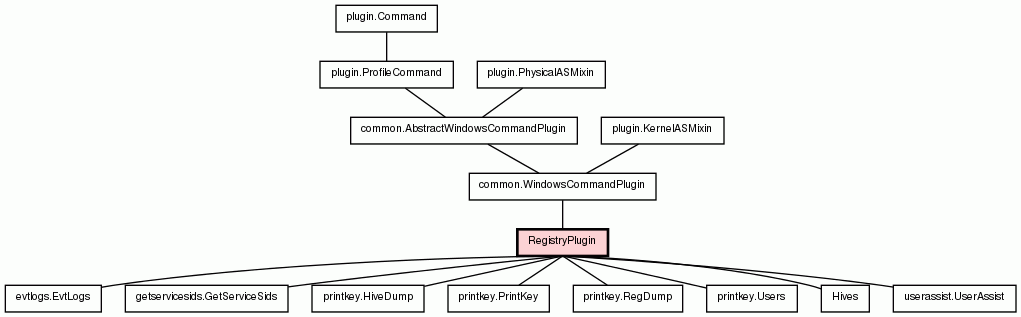 plugin.Command
plugin.ProfileCommand
plugin.PhysicalASMixin
common.AbstractWindowsCommandPlugin
plugin.KernelASMixin
common.WindowsCommandPlugin
RegistryPlugin
evtlogs.EvtLogs
getservicesids.GetServiceSids
printkey.HiveDump
printkey.PrintKey
printkey.RegDump
printkey.Users
Hives
userassist.UserAssist